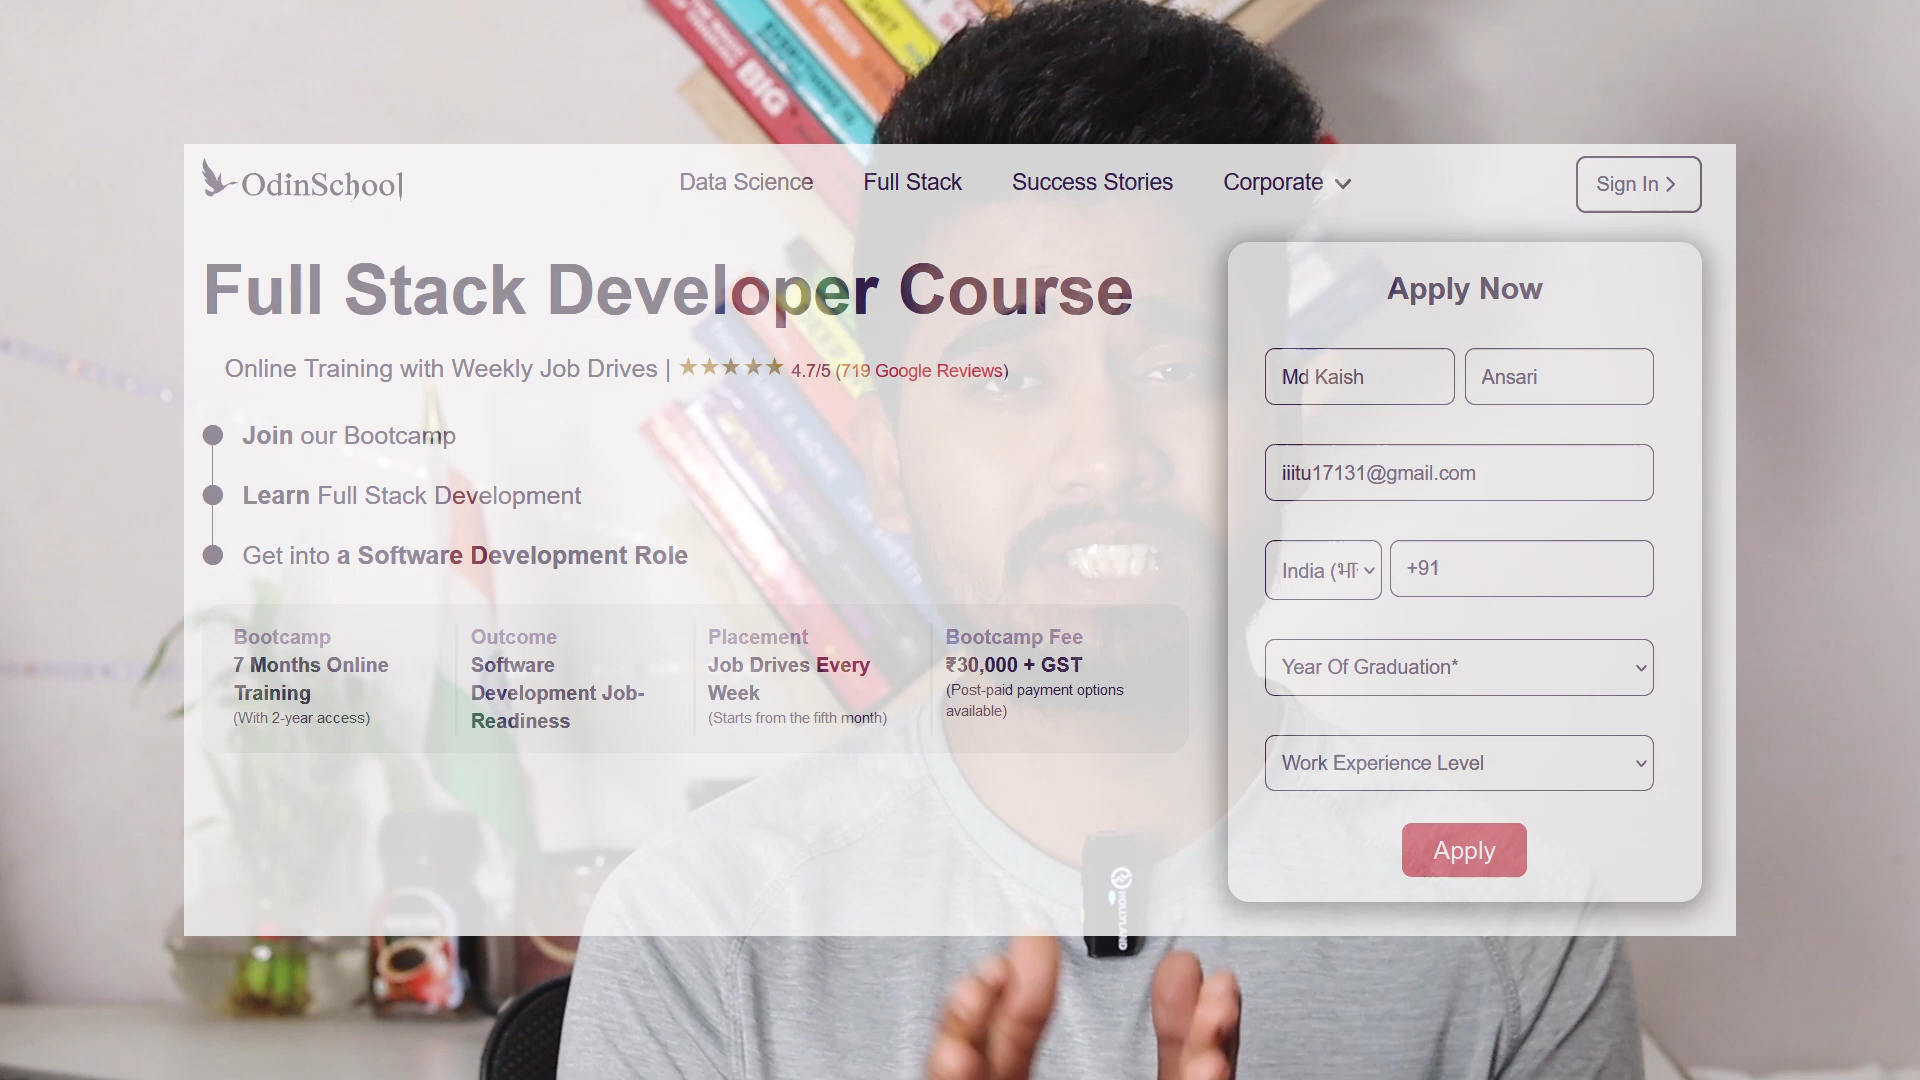 BIG
OdinSchool
Data Science
Full Stack
Success Stories
Corporate
Sign In
Full Stack Developer Course
Online Training with Weekly Job Drives | ★★★★★ 4.7/5 (719 Google Reviews)
Join our Bootcamp
Learn Full Stack Development
Get into a Software Development Role
Bootcamp
7 Months Online
Training
(With 2-year access)
Outcome
Software
Development Job-
Readiness
Placement
Job Drives Every
Week
(Starts from the fifth month)
Bootcamp Fee
₹30,000 + GST
(Post-paid payment options
available)
Apply Now
Md Kaish
Ansari
iiitu17131@gmail.com
India (भा
+91
Year Of Graduation*
Work Experience Level
Apply
HOLLYLAND